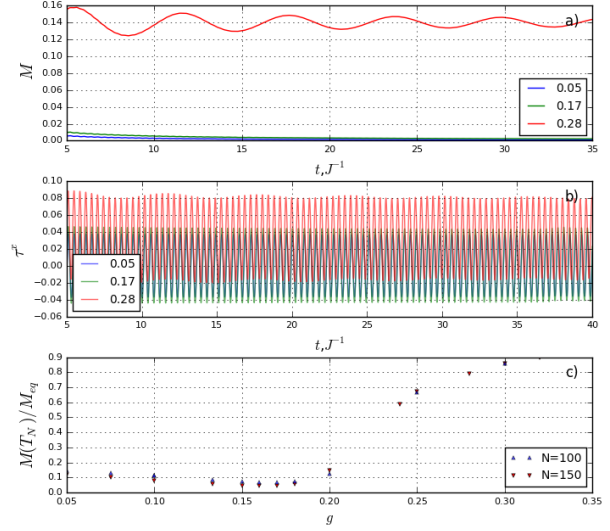 0.16
0.14
0.12
0.10
0.08
0.06
0.04
0.02
0.00
M
a)
0.05
0.17
0.28
5 10 15 20 25 30 35
t,J⁻¹
0.10
0.08
0.06
0.04
0.02
0.00
−0.02
−0.04
−0.06
τˣ
b)
0.05
0.17
0.28
5 10 15 20 25 30 35 40
t,J⁻¹
0.9
0.8
0.7
0.6
0.5
0.4
0.3
0.2
0.1
0.0
M(T_N)/M_eq
c)
N=100
N=150
0.05 0.10 0.15 0.20 0.25 0.30 0.35
g